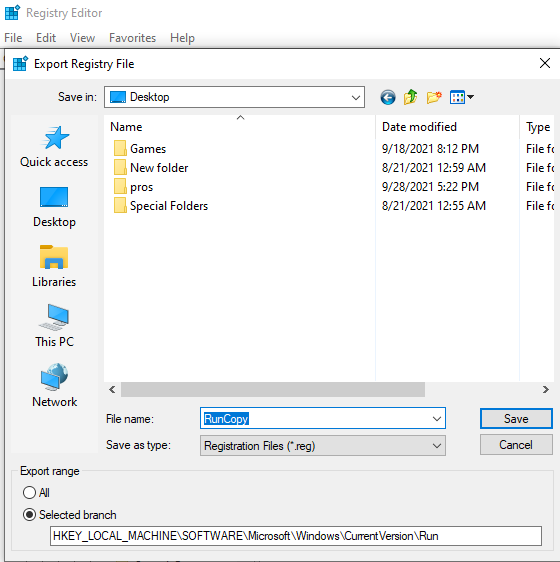 Registry Editor
File Edit View Favorites Help
Export Registry File
Save in: Desktop
Name Date modified Type
Games 9/18/2021 8:12 PM File fo
New folder 8/21/2021 12:59 AM File fo
pros 9/28/2021 5:22 PM File fo
Special Folders 8/21/2021 12:55 AM File fo
Quick access
Desktop
Libraries
This PC
Network
File name: RunCopy Save
Save as type: Registration Files (*.reg) Cancel
Export range
All
Selected branch
HKEY_LOCAL_MACHINE\SOFTWARE\Microsoft\Windows\CurrentVersion\Run